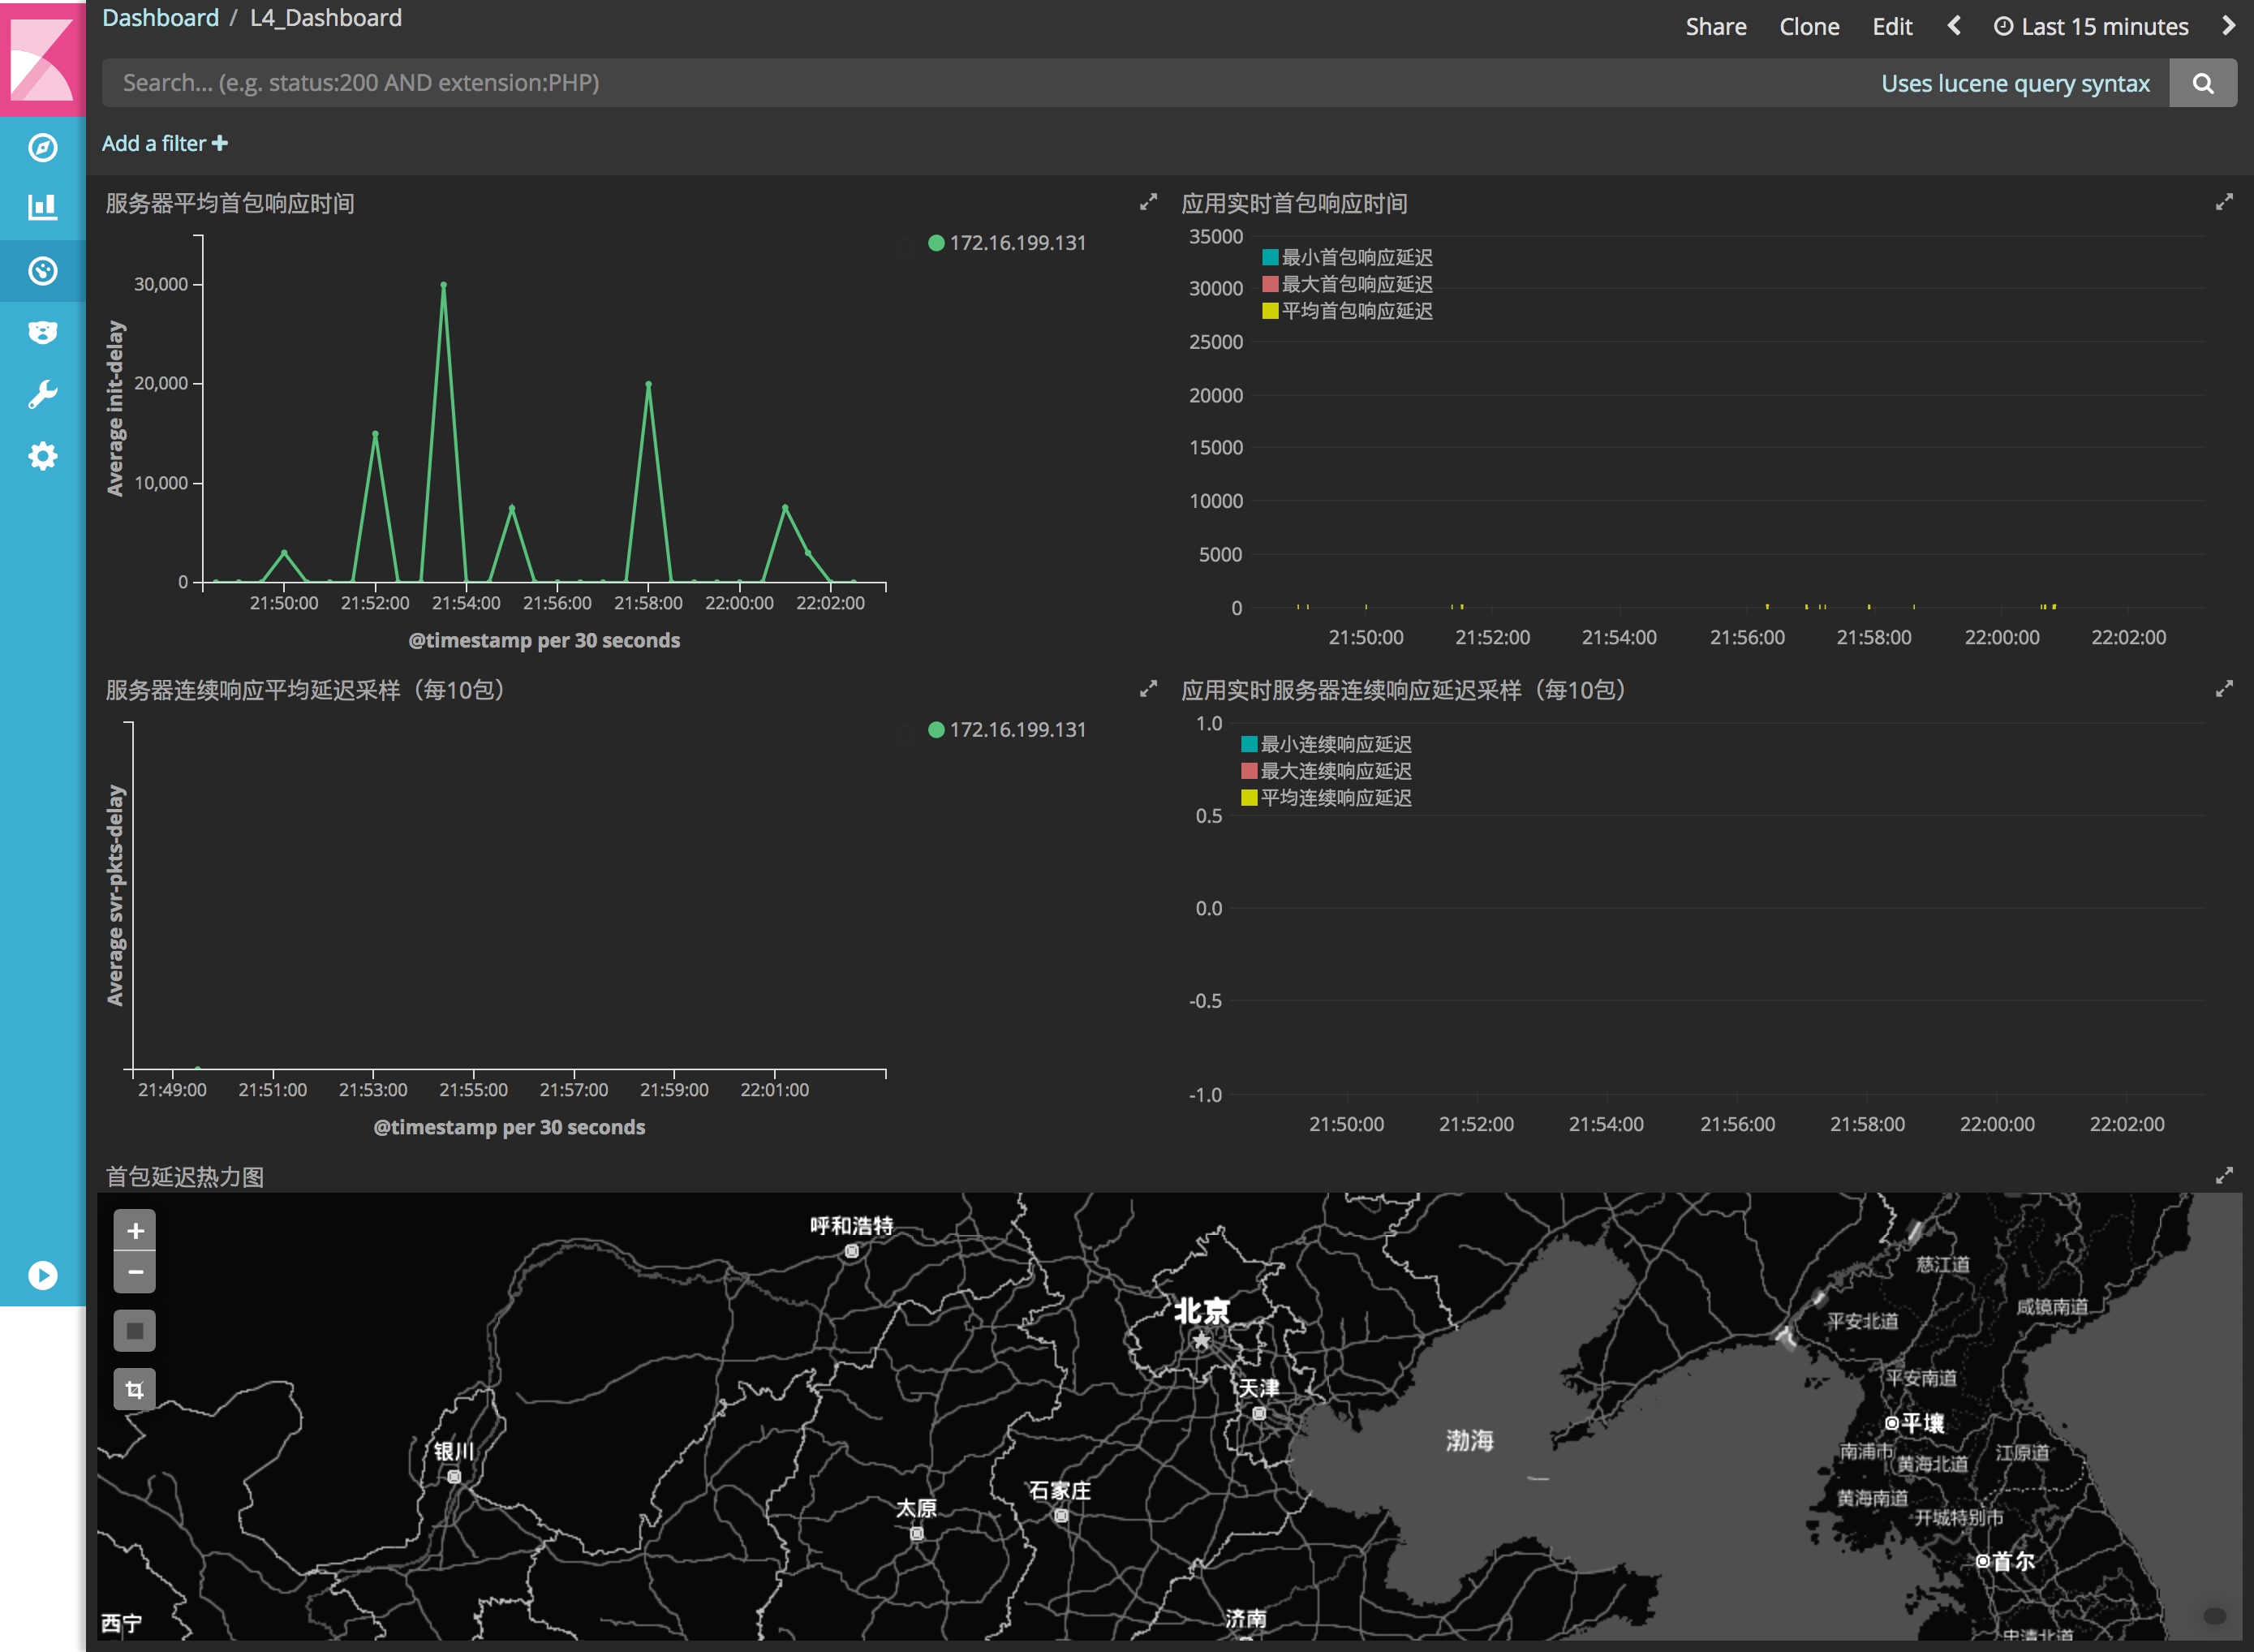 Dashboard / L4_Dashboard
Share Clone Edit Last 15 minutes
Search... (e.g. status:200 AND extension:PHP) Uses lucene query syntax
Add a filter
服务器平均首包响应时间
172.16.199.131
Average init-delay
30,000
20,000
10,000
0
21:50:00 21:52:00 21:54:00 21:56:00 21:58:00 22:00:00 22:02:00
@timestamp per 30 seconds
应用实时首包响应时间
35000
30000
25000
20000
15000
10000
5000
0
最小首包响应延迟
最大首包响应延迟
平均首包响应延迟
21:50:00 21:52:00 21:54:00 21:56:00 21:58:00 22:00:00 22:02:00
服务器连续响应平均延迟采样（每10包）
172.16.199.131
Average svr-pkts-delay
21:49:00 21:51:00 21:53:00 21:55:00 21:57:00 21:59:00 22:01:00
@timestamp per 30 seconds
应用实时服务器连续响应延迟采样（每10包）
1.0
0.5
0.0
-0.5
-1.0
最小连续响应延迟
最大连续响应延迟
平均连续响应延迟
21:50:00 21:52:00 21:54:00 21:56:00 21:58:00 22:00:00 22:02:00
首包延迟热力图
呼和浩特
慈江道
咸镜南道
北京
平安北道
平安南道
天津
平壤
渤海
银川
南浦市
江原道
黄海北道
石家庄
黄海南道
太原
开城特别市
首尔
济南
西宁
忠清北道